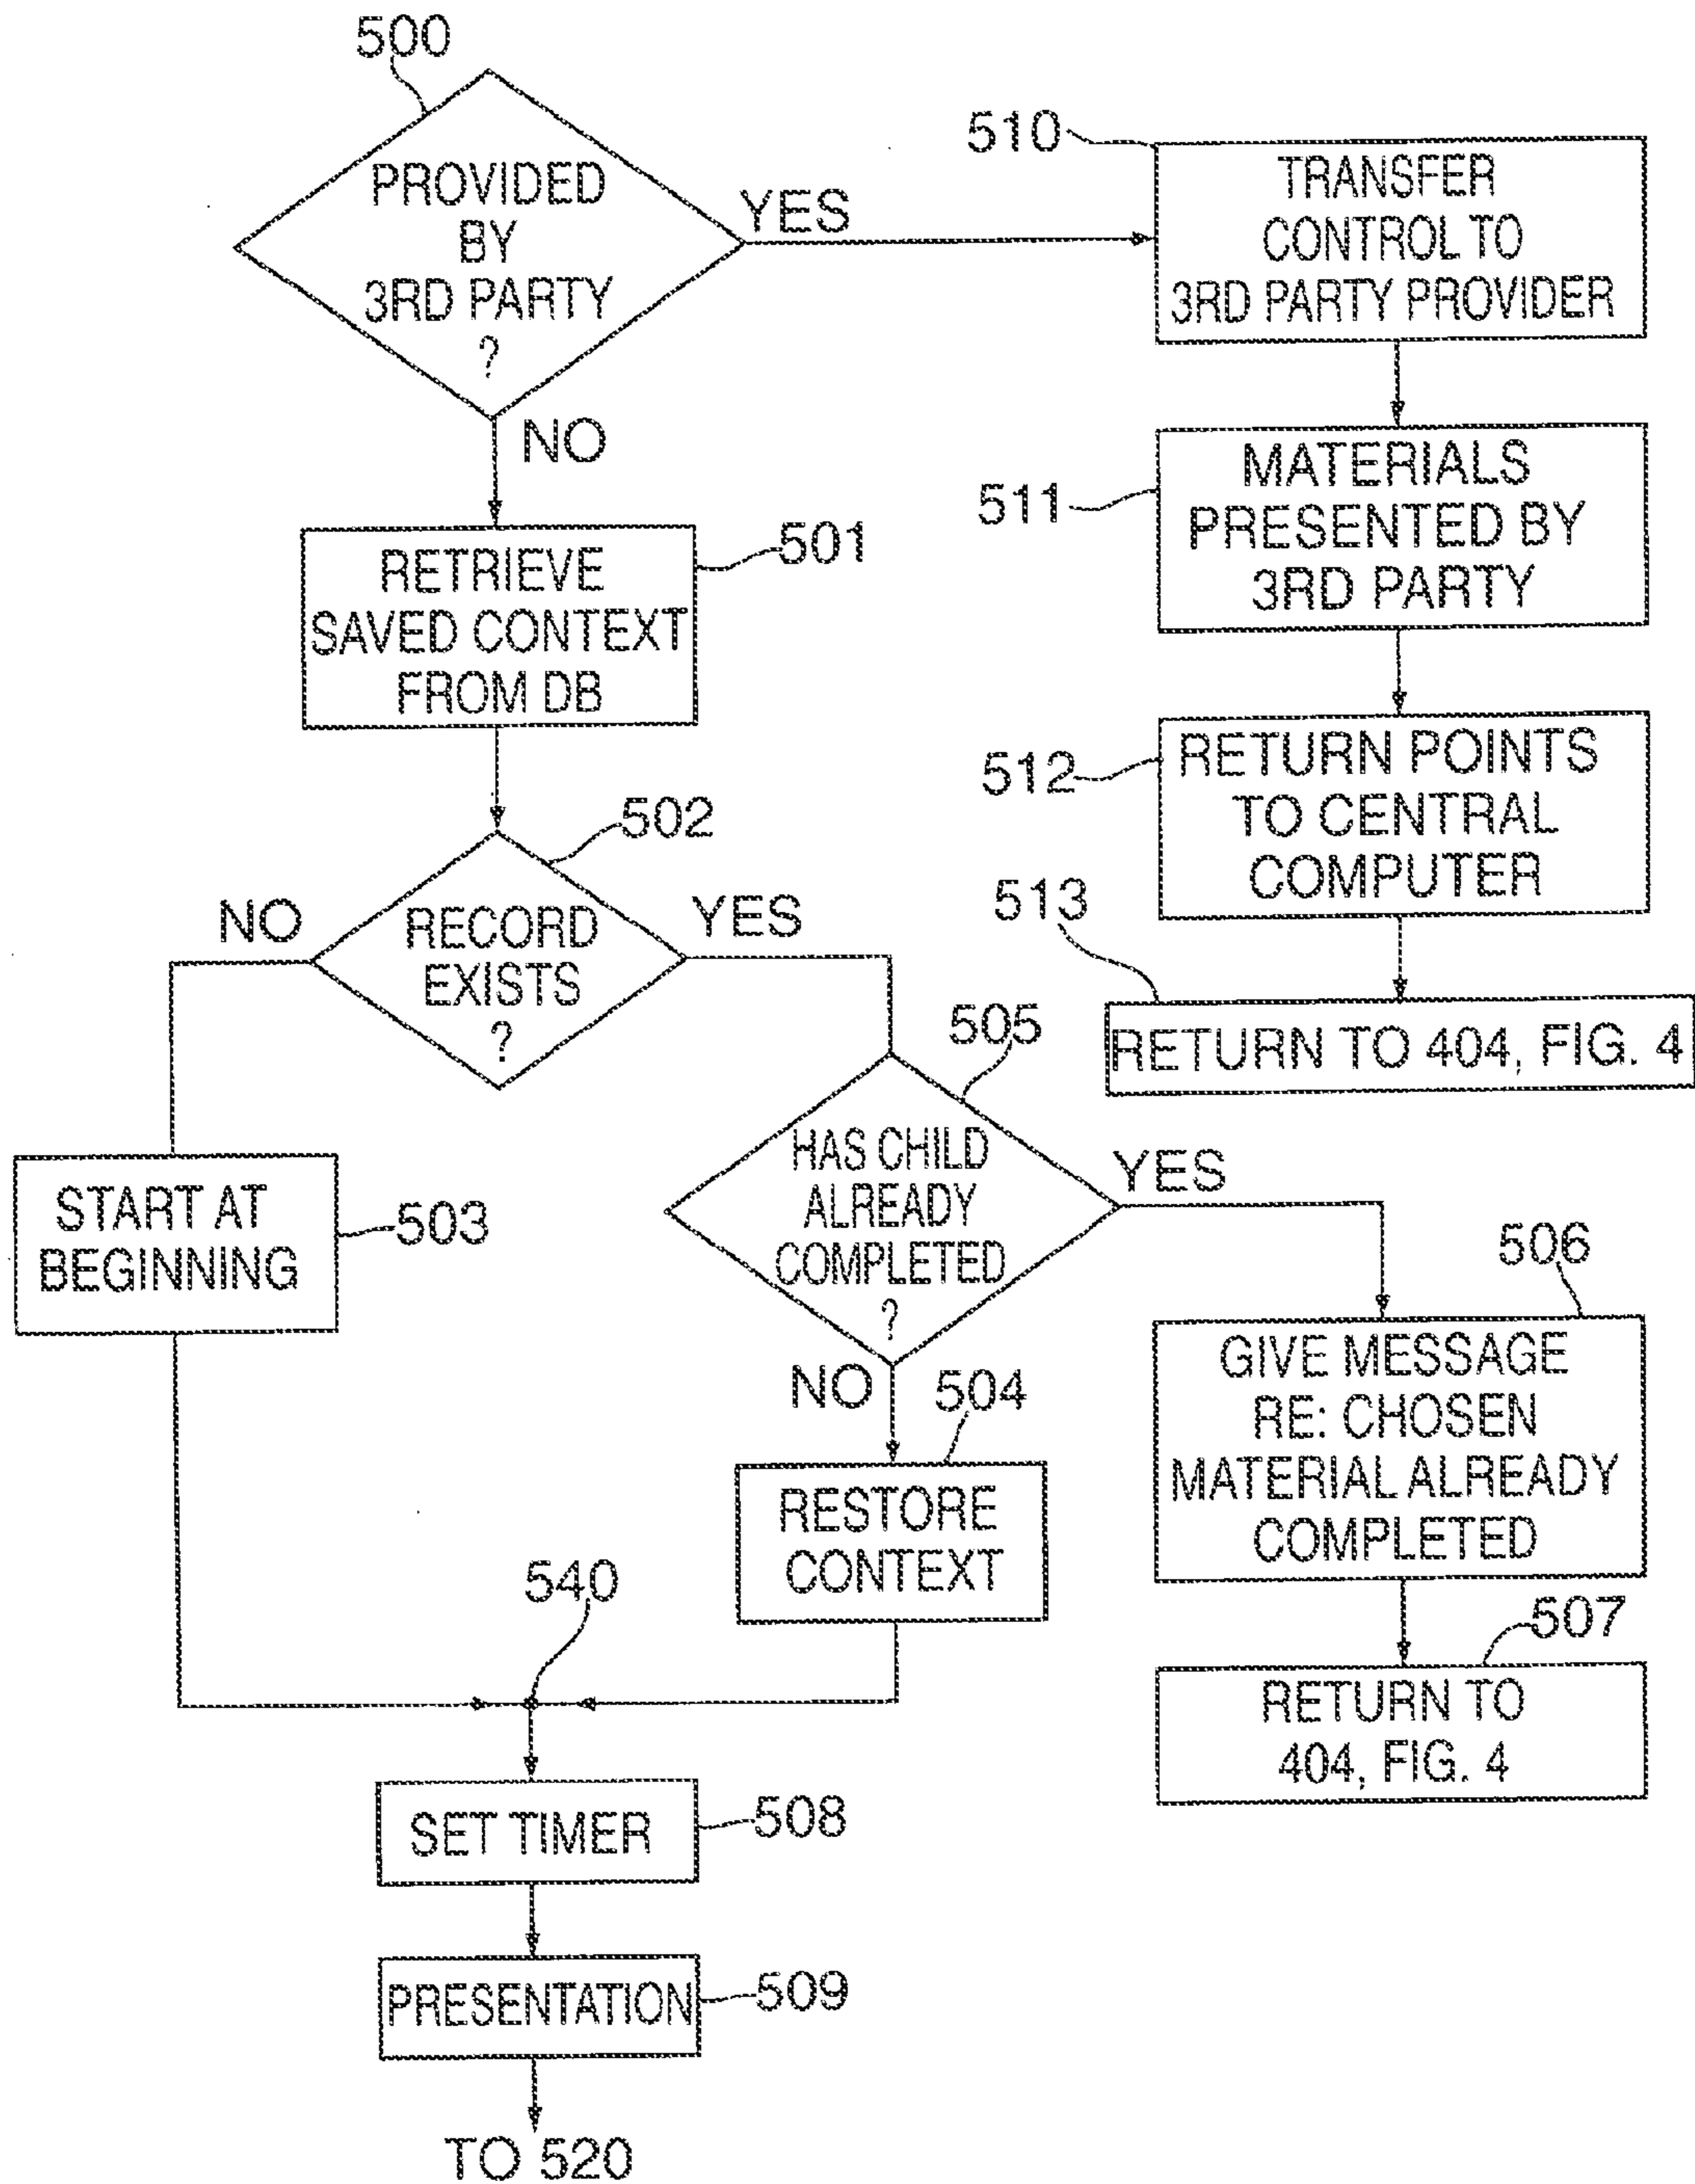 500
PROVIDED
BY
3RD PARTY
?
YES
NO
510
TRANSFER
CONTROL TO
3RD PARTY PROVIDER
511
MATERIALS
PRESENTED BY
3RD PARTY
512
RETURN POINTS
TO CENTRAL
COMPUTER
513
RETURN TO 404, FIG. 4
501
RETRIEVE
SAVED CONTEXT
FROM DB
502
RECORD
EXISTS
?
NO
YES
503
START AT
BEGINNING
505
HAS CHILD
ALREADY
COMPLETED
?
YES
NO
504
RESTORE
CONTEXT
506
GIVE MESSAGE
RE: CHOSEN
MATERIAL ALREADY
COMPLETED
507
RETURN TO
404, FIG. 4
540
508
SET TIMER
509
PRESENTATION
TO 520